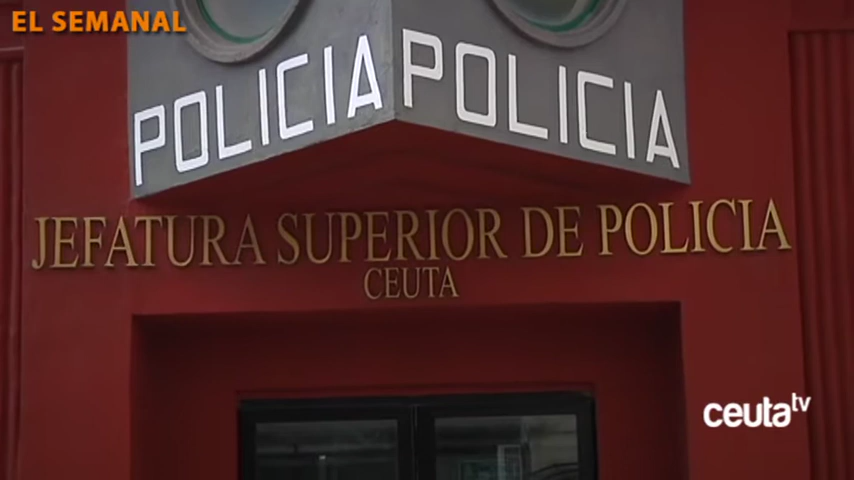 EL SEMANAL
POLICIA POLICIA
JEFATURA SUPERIOR DE POLICIA
CEUTA
ceuta tv